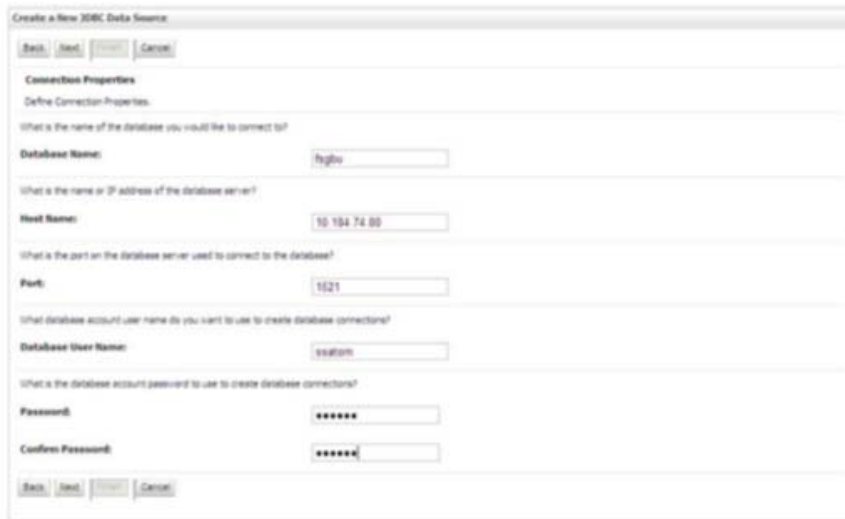 Create a New JDBC Data Source
Back Next Finish Cancel
Connection Properties
Define Connection Properties.
What is the name of the database you would like to connect to?
Database Name:
fsgbu
What is the name or IP address of the database server?
Host Name:
10.184.74.80
What is the port on the database server used to connect to the database?
Port:
1521
What database account user name do you want to use to create database connections?
Database User Name:
ssatom
What is the database account password to use to create database connections?
Password:
●●●●●●
Confirm Password:
●●●●●●
Back Next Finish Cancel